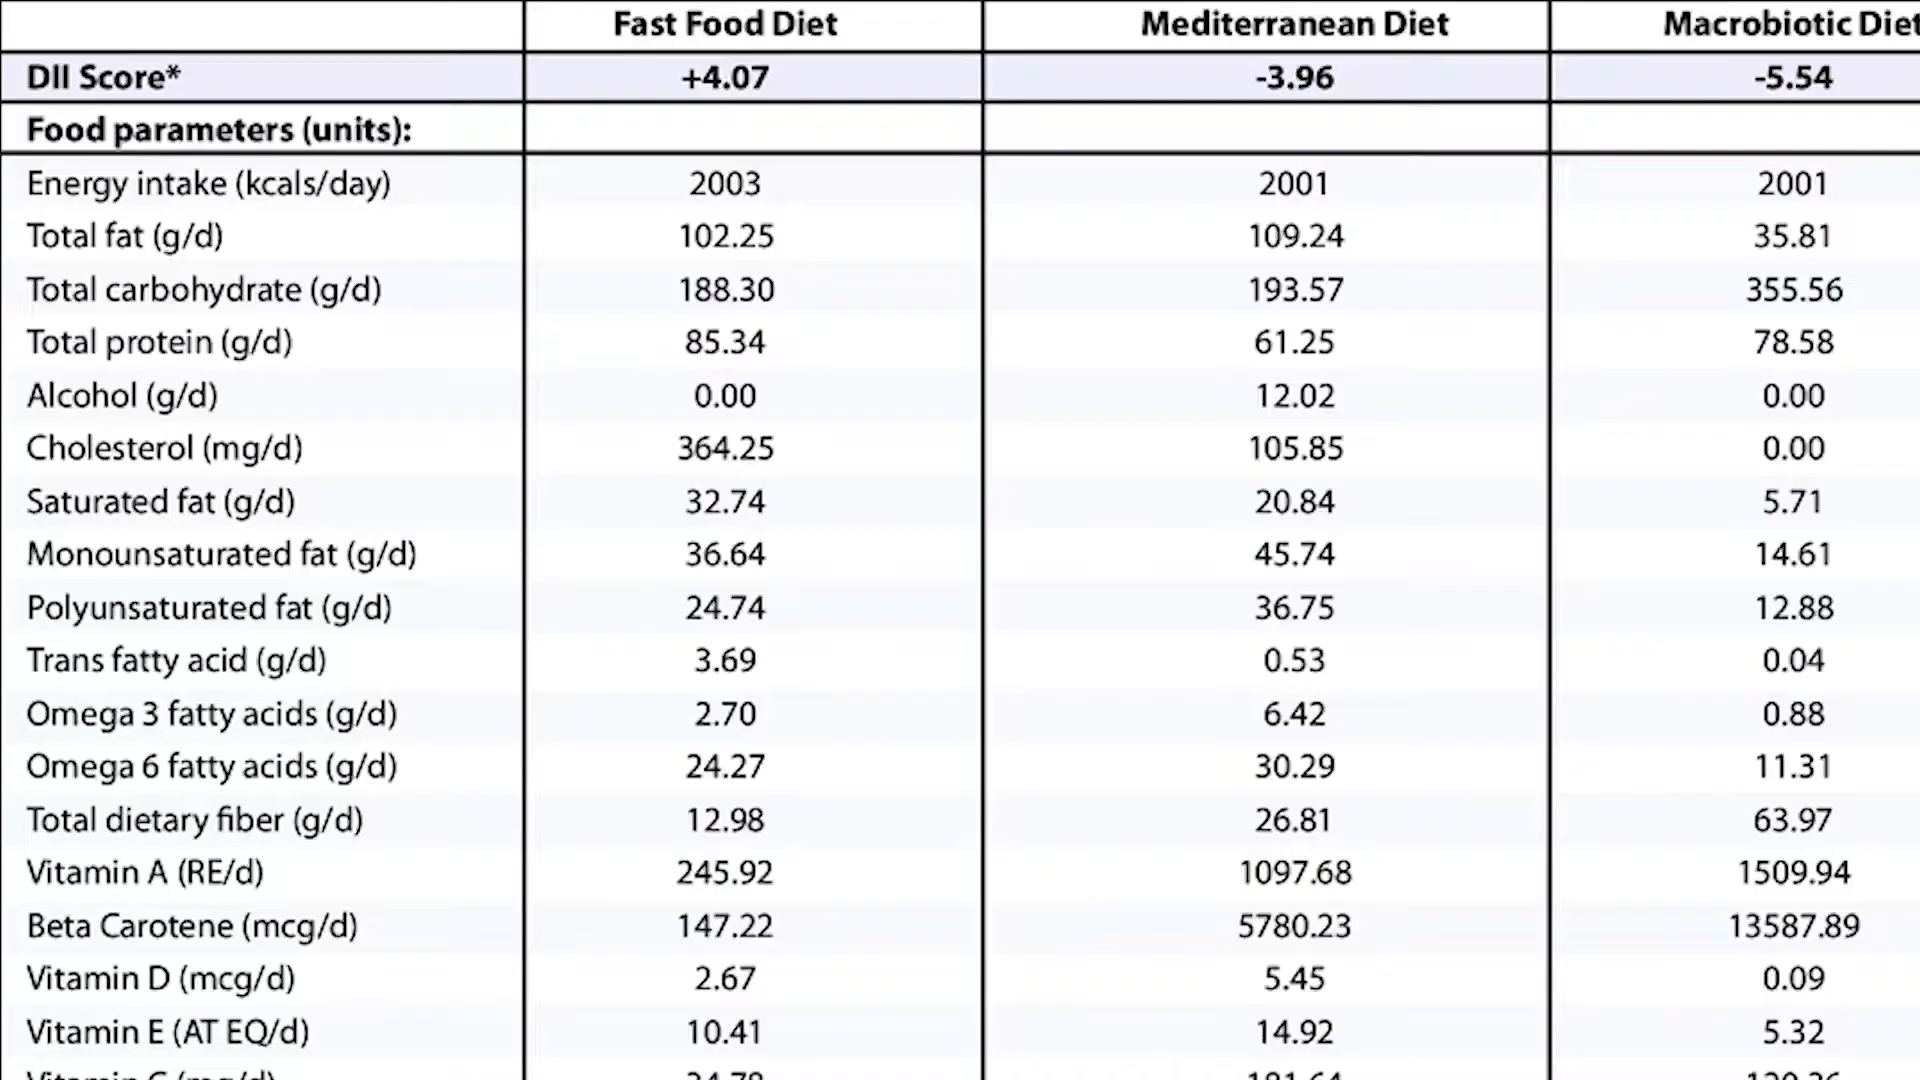 Fast Food Diet Mediterranean Diet Macrobiotic Diet
DII Score* +4.07 -3.96 -5.54
Food parameters (units):
Energy intake (kcals/day) 2003 2001 2001
Total fat (g/d) 102.25 109.24 35.81
Total carbohydrate (g/d) 188.30 193.57 355.56
Total protein (g/d) 85.34 61.25 78.58
Alcohol (g/d) 0.00 12.02 0.00
Cholesterol (mg/d) 364.25 105.85 0.00
Saturated fat (g/d) 32.74 20.84 5.71
Monounsaturated fat (g/d) 36.64 45.74 14.61
Polyunsaturated fat (g/d) 24.74 36.75 12.88
Trans fatty acid (g/d) 3.69 0.53 0.04
Omega 3 fatty acids (g/d) 2.70 6.42 0.88
Omega 6 fatty acids (g/d) 24.27 30.29 11.31
Total dietary fiber (g/d) 12.98 26.81 63.97
Vitamin A (RE/d) 245.92 1097.68 1509.94
Beta Carotene (mcg/d) 147.22 5780.23 13587.89
Vitamin D (mcg/d) 2.67 5.45 0.09
Vitamin E (AT EQ/d) 10.41 14.92 5.32
Vitamin C (mg/d)